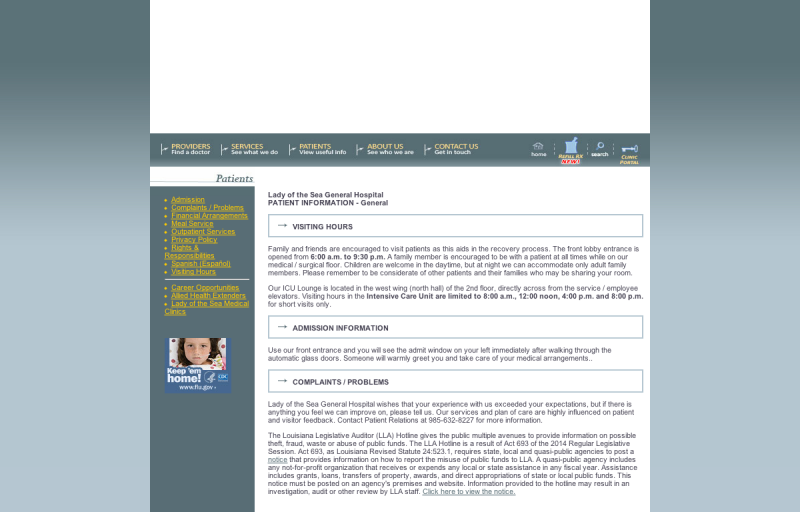 PROVIDERS
Find a doctor
SERVICES
See what we do
PATIENTS
View useful info
ABOUT US
See who we are
CONTACT US
Get in touch
home
REFILL RX
NEW!
search
CLINIC
PORTAL
Patients
Admission
Complaints / Problems
Financial Arrangements
Meal Service
Outpatient Services
Privacy Policy
Rights &
Responsibilities
Spanish (Español)
Visiting Hours
Career Opportunities
Allied Health Extenders
Lady of the Sea Medical
Clinics
Keep 'em
home!
CDC
www.flu.gov
Lady of the Sea General Hospital
PATIENT INFORMATION - General
→ VISITING HOURS
Family and friends are encouraged to visit patients as this aids in the recovery process. The front lobby entrance is
opened from 6:00 a.m. to 9:30 p.m. A family member is encouraged to be with a patient at all times while on our
medical / surgical floor. Children are welcome in the daytime, but at night we can accommodate only adult family
members. Please remember to be considerate of other patients and their families who may be sharing your room.
Our ICU Lounge is located in the west wing (north hall) of the 2nd floor, directly across from the service / employee
elevators. Visiting hours in the Intensive Care Unit are limited to 8:00 a.m., 12:00 noon, 4:00 p.m. and 8:00 p.m.
for short visits only.
→ ADMISSION INFORMATION
Use our front entrance and you will see the admit window on your left immediately after walking through the
automatic glass doors. Someone will warmly greet you and take care of your medical arrangements..
→ COMPLAINTS / PROBLEMS
Lady of the Sea General Hospital wishes that your experience with us exceeded your expectations, but if there is
anything you feel we can improve on, please tell us. Our services and plan of care are highly influenced on patient
and visitor feedback. Contact Patient Relations at 985-632-8227 for more information.
The Louisiana Legislative Auditor (LLA) Hotline gives the public multiple avenues to provide information on possible
theft, fraud, waste or abuse of public funds. The LLA Hotline is a result of Act 693 of the 2014 Regular Legislative
Session. Act 693, as Louisiana Revised Statute 24:523.1, requires state, local and quasi-public agencies to post a
notice that provides information on how to report the misuse of public funds to LLA. A quasi-public agency includes
any not-for-profit organization that receives or expends any local or state assistance in any fiscal year. Assistance
includes grants, loans, transfers of property, awards, and direct appropriations of state or local public funds. This
notice must be posted on an agency's premises and website. Information provided to the hotline may result in an
investigation, audit or other review by LLA staff. Click here to view the notice.